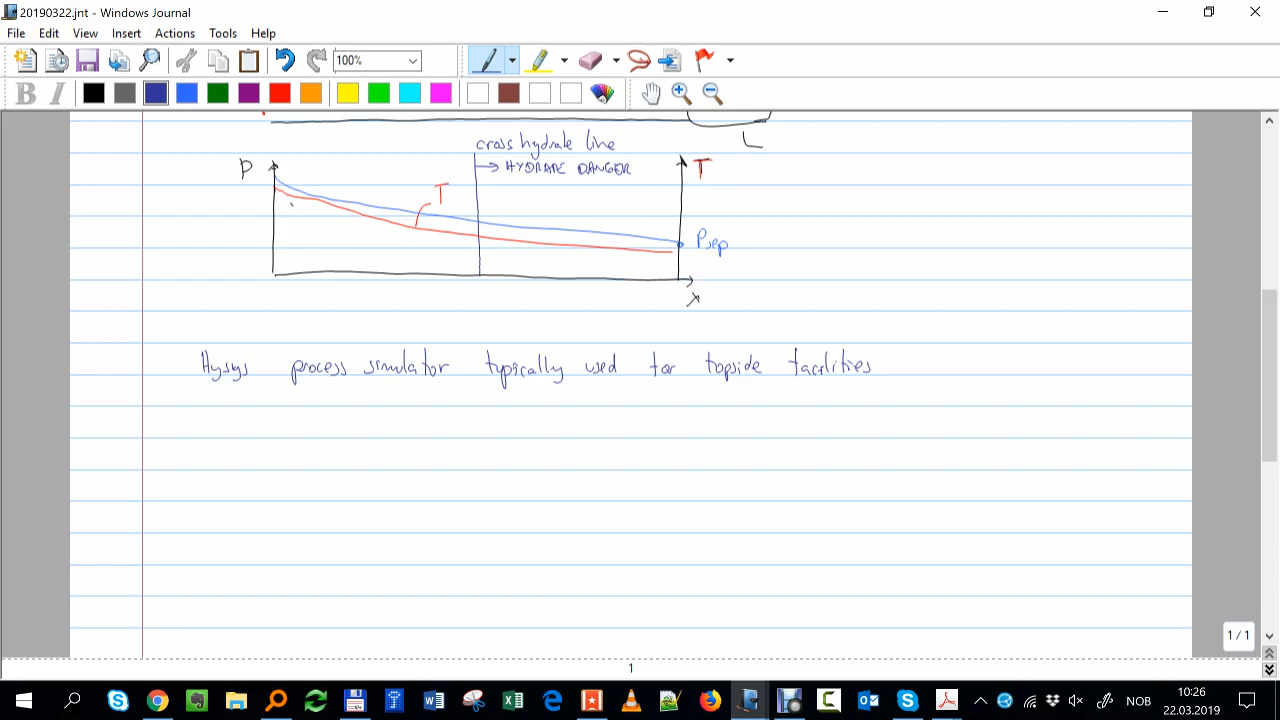 20190322.jnt - Windows Journal
File Edit View Insert Actions Tools Help
100%
B I
L
cross hydrate line
P HYDRATE DANGER T
T
Psep
x
Hysys process simulator typically used for topside facilities
1 / 1
1
NOB
10:26
22.03.2019